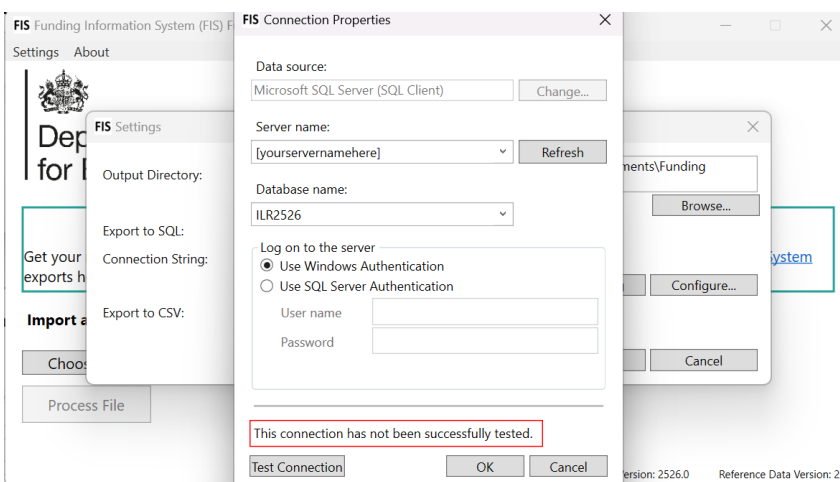 FIS Funding Information System (FIS) F
Settings About
Dep
for
FIS Settings
Output Directory:
Export to SQL:
Connection String:
Export to CSV:
ments\Funding
Browse...
Configure...
Cancel
Get your
exports h
ystem
Import a
Choos
Process File
ersion: 2526.0 Reference Data Version: 2
FIS Connection Properties
Data source:
Microsoft SQL Server (SQL Client) Change...
Server name:
[yourservernamehere] Refresh
Database name:
ILR2526
Log on to the server
Use Windows Authentication
Use SQL Server Authentication
User name
Password
This connection has not been successfully tested.
Test Connection OK Cancel